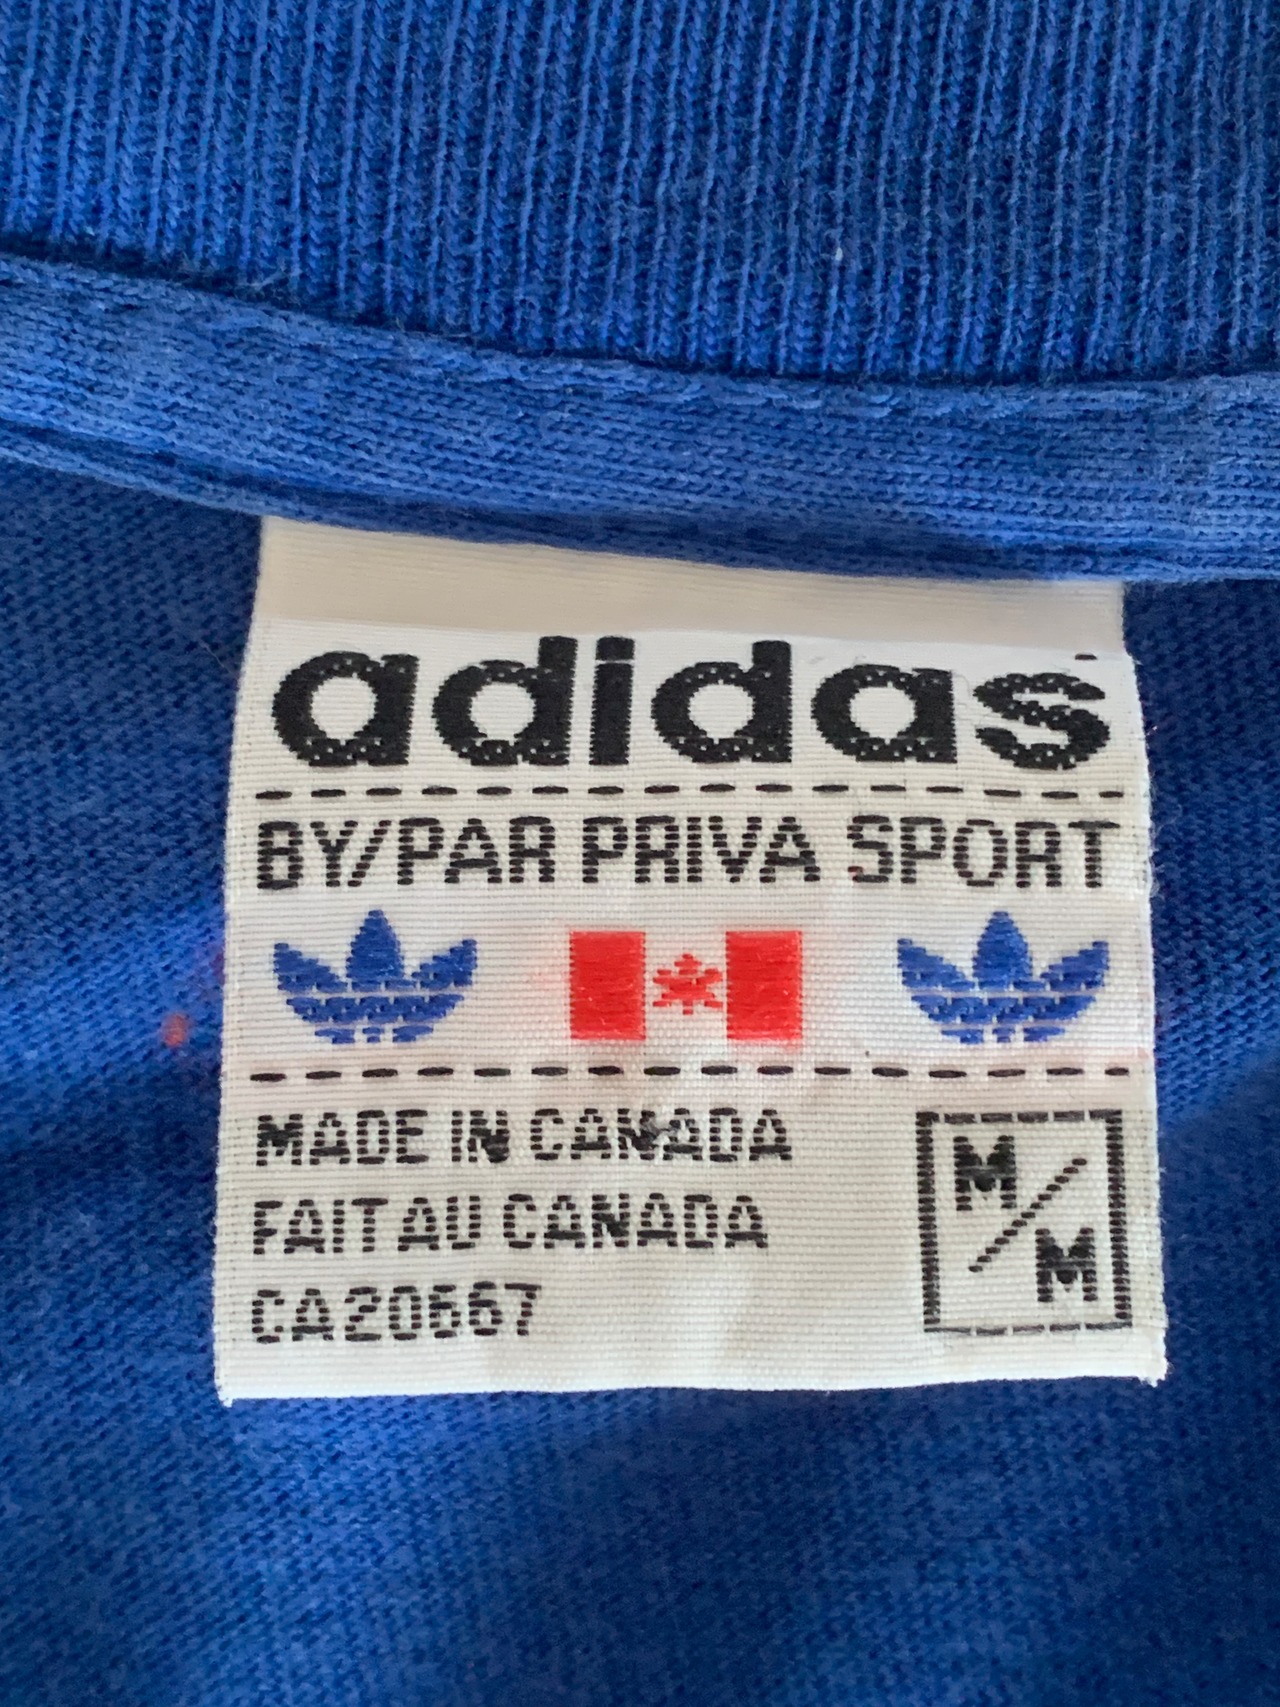 adidas
BY/PAR PRIVA SPORT
MADE IN CANADA
FAIT AU CANADA
CA20667
M/M